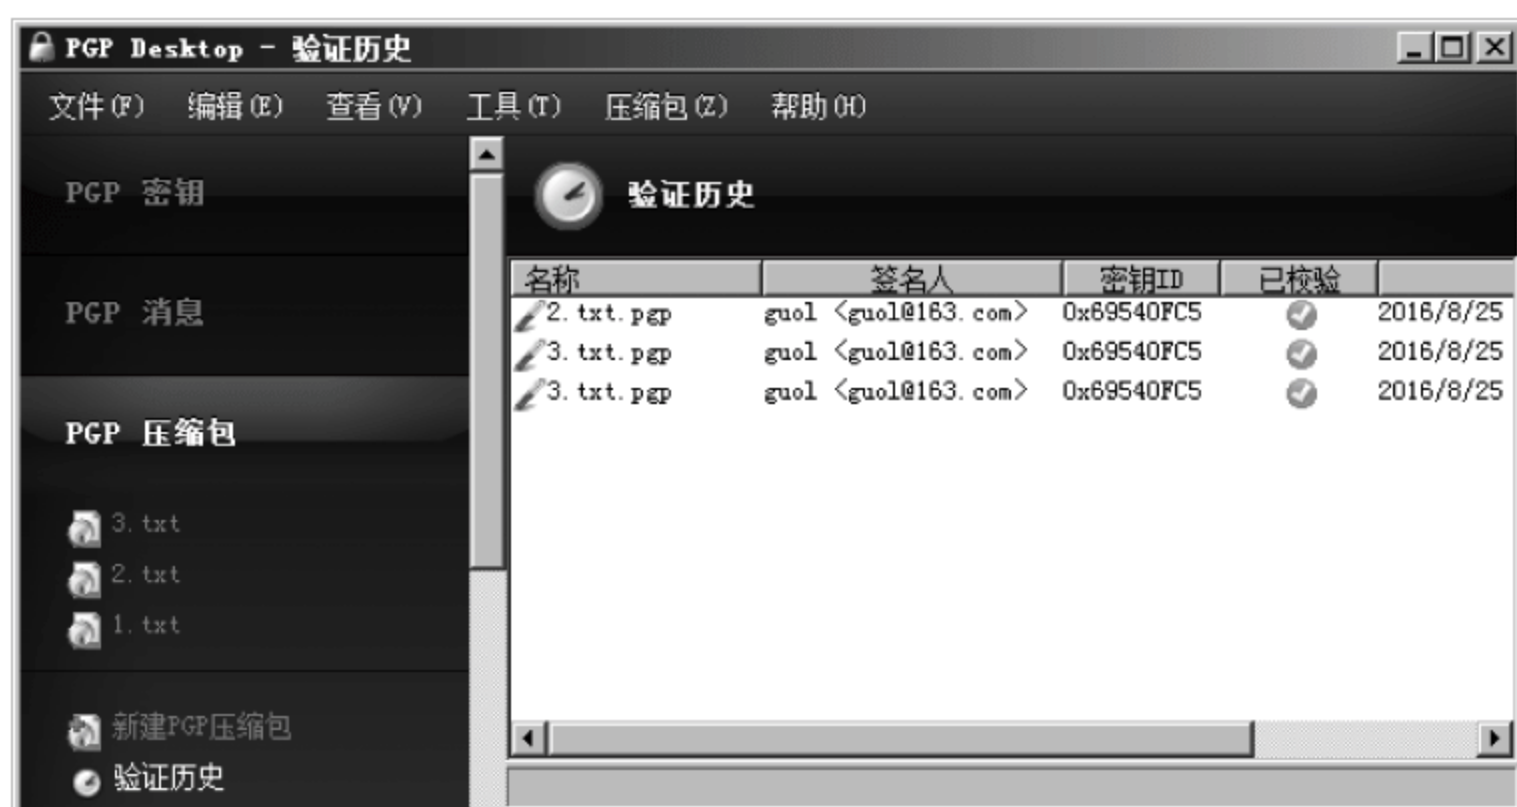 PGP Desktop - 验证历史
文件(F) 编辑(E) 查看(V) 工具(T) 压缩包(Z) 帮助(H)
PGP 密钥
PGP 消息
PGP 压缩包
3.txt
2.txt
1.txt
新建PGP压缩包
验证历史
验证历史
名称 签名人 密钥ID 已校验
2.txt.pgp guol <guol@163.com> 0x69540FC5 2016/8/25
3.txt.pgp guol <guol@163.com> 0x69540FC5 2016/8/25
3.txt.pgp guol <guol@163.com> 0x69540FC5 2016/8/25